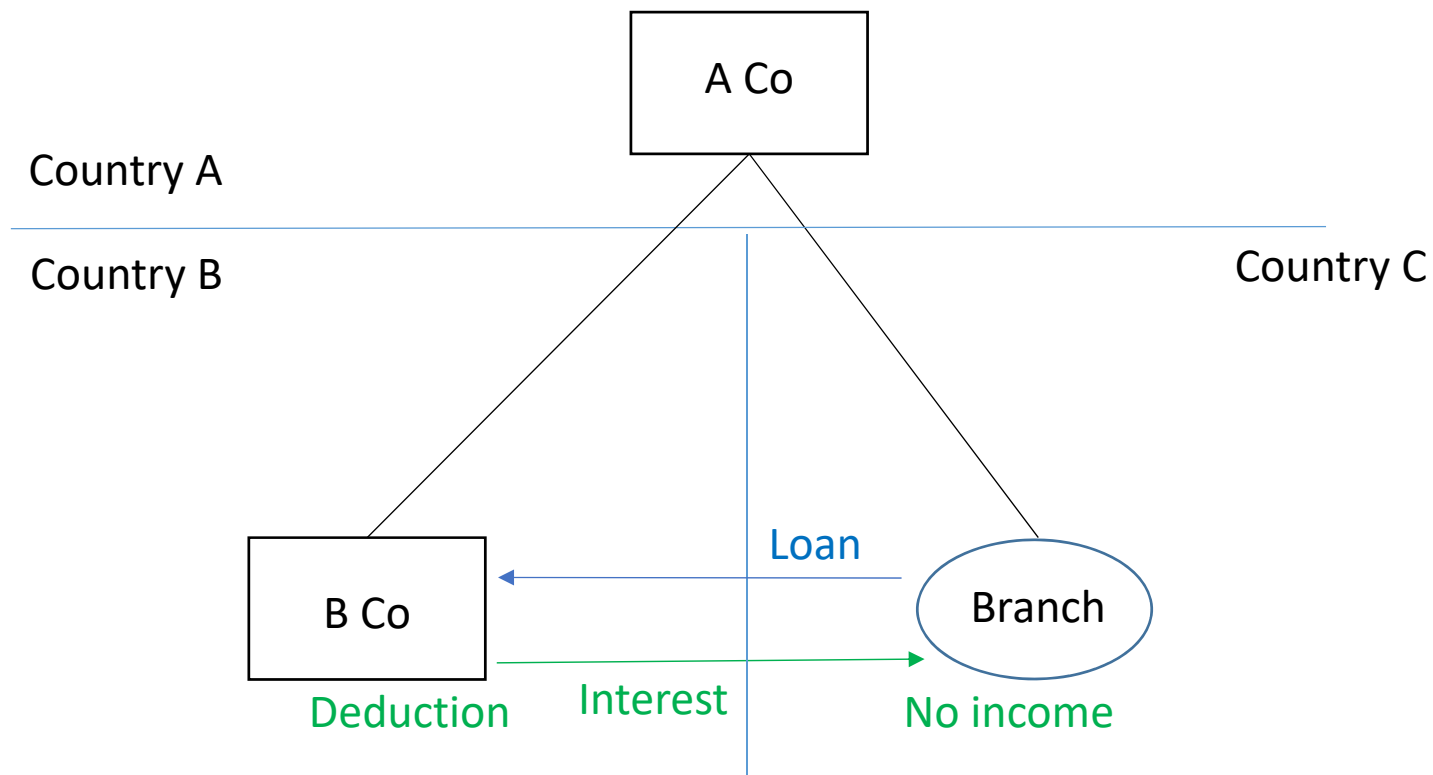 A Co
Country A
Country B
Country C
Loan
B Co
Branch
Interest
Deduction
No income